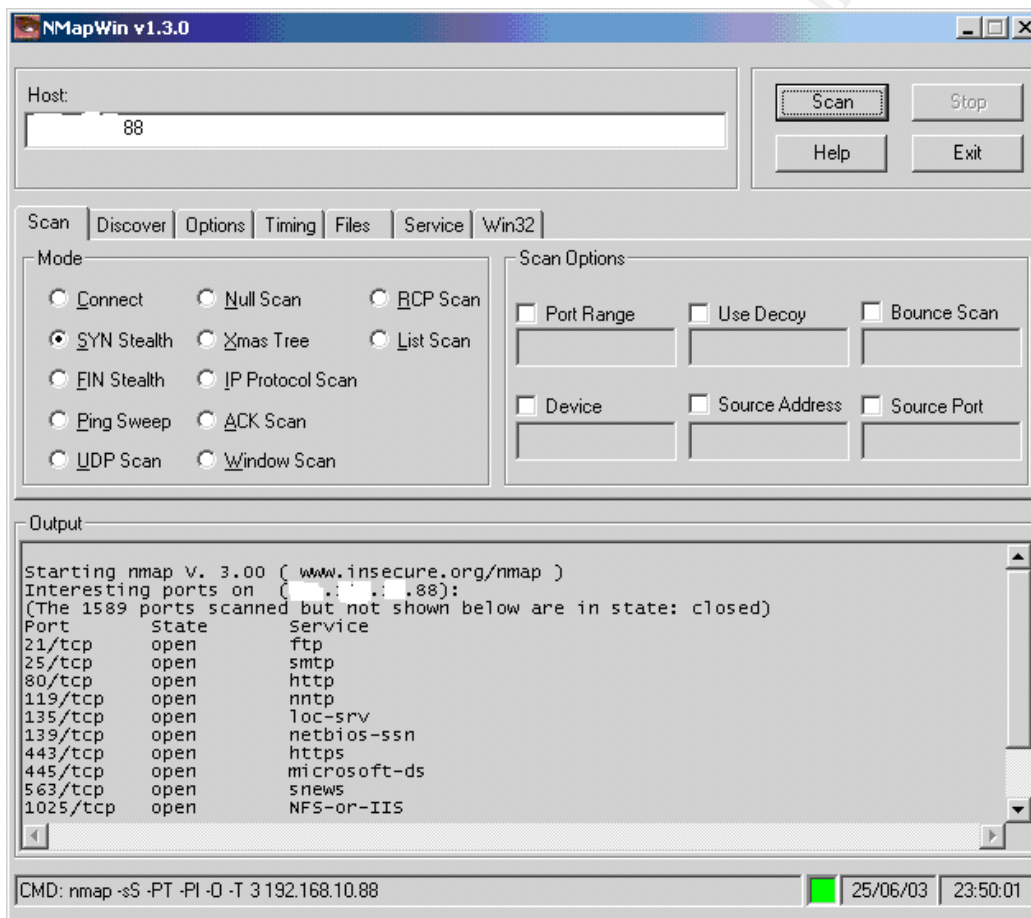 NMapWin v1.3.0
Host:
88
Scan Stop
Help Exit
Scan Discover Options Timing Files Service Win32
Mode
Connect Null Scan RCP Scan
SYN Stealth Xmas Tree List Scan
FIN Stealth IP Protocol Scan
Ping Sweep ACK Scan
UDP Scan Window Scan
Scan Options
Port Range Use Decoy Bounce Scan
Device Source Address Source Port
Output
Starting nmap V. 3.00 ( www.insecure.org/nmap )
Interesting ports on ( . . .88):
(The 1589 ports scanned but not shown below are in state: closed)
Port State Service
21/tcp open ftp
25/tcp open smtp
80/tcp open http
119/tcp open nntp
135/tcp open loc-srv
139/tcp open netbios-ssn
443/tcp open https
445/tcp open microsoft-ds
563/tcp open snews
1025/tcp open NFS-or-IIS
CMD: nmap -sS -PT -PI -O -T 3 192.168.10.88 25/06/03 23:50:01